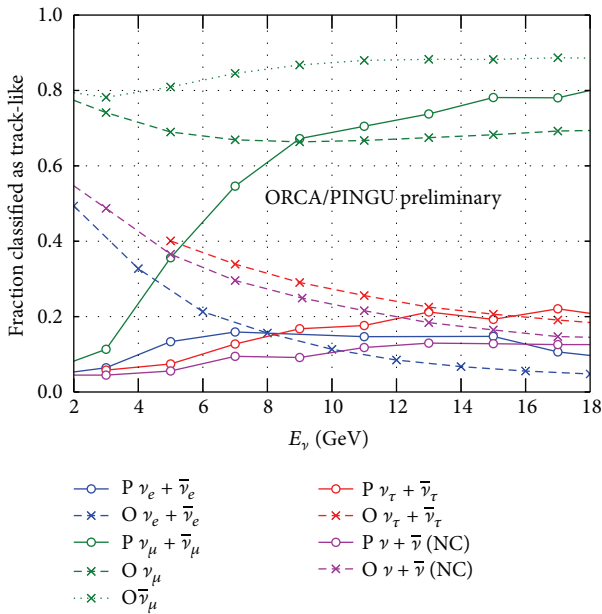 Fraction classified as track-like
1.0
0.8
0.6
0.4
0.2
0.0
ORCA/PINGU preliminary
2 4 6 8 10 12 14 16 18
E_ν (GeV)
P ν_e + ν̅_e
O ν_e + ν̅_e
P ν_μ + ν̅_μ
O ν_μ
Oν̅_μ
P ν_τ + ν̅_τ
O ν_τ + ν̅_τ
P ν + ν̅ (NC)
O ν + ν̅ (NC)